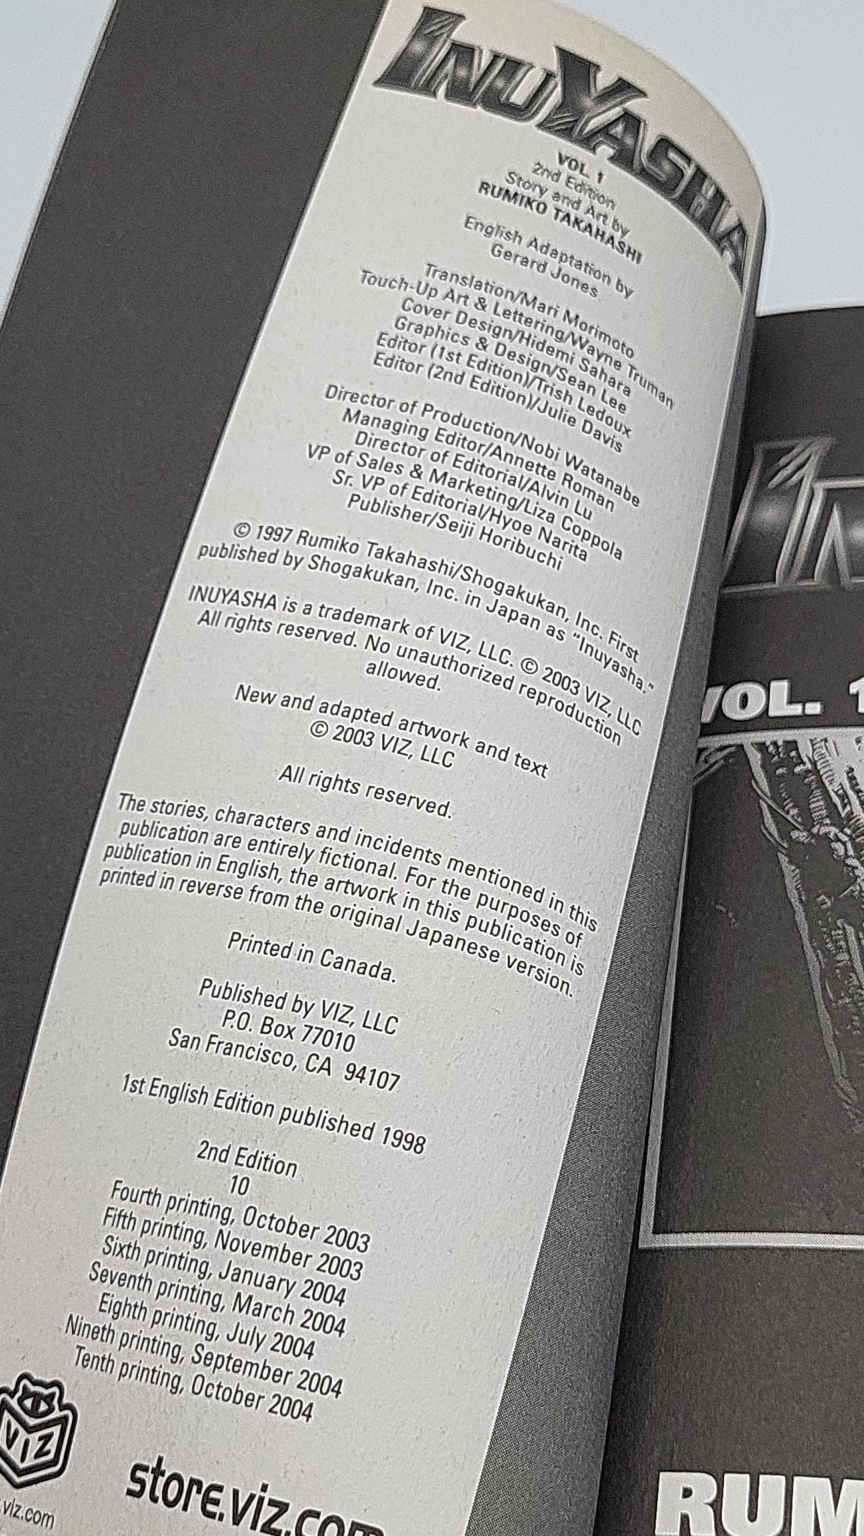 INUYASHA
VOL. 1
2nd Edition
Story and Art by
RUMIKO TAKAHASHI
English Adaptation by
Gerard Jones
Translation/Mari Morimoto
Touch-Up Art & Lettering/Wayne Truman
Cover Design/Hidemi Sahara
Graphics & Design/Sean Lee
Editor (1st Edition)/Trish Ledoux
Editor (2nd Edition)/Julie Davis
Director of Production/Nobi Watanabe
Managing Editor/Annette Roman
Director of Editorial/Alvin Lu
VP of Sales & Marketing/Liza Coppola
Sr. VP of Editorial/Hyoe Narita
Publisher/Seiji Horibuchi
© 1997 Rumiko Takahashi/Shogakukan, Inc. First
published by Shogakukan, Inc. in Japan as "Inuyasha."
INUYASHA is a trademark of VIZ, LLC. © 2003 VIZ, LLC
All rights reserved. No unauthorized reproduction
allowed.
New and adapted artwork and text
© 2003 VIZ, LLC
All rights reserved.
The stories, characters and incidents mentioned in this
publication are entirely fictional. For the purposes of
publication in English, the artwork in this publication is
printed in reverse from the original Japanese version.
Printed in Canada.
Published by VIZ, LLC
P.O. Box 77010
San Francisco, CA 94107
1st English Edition published 1998
2nd Edition
10
Fourth printing, October 2003
Fifth printing, November 2003
Sixth printing, January 2004
Seventh printing, March 2004
Eighth printing, July 2004
Nineth printing, September 2004
Tenth printing, October 2004
VIZ
.viz.com
store.viz.com
VOL. 1
RUM